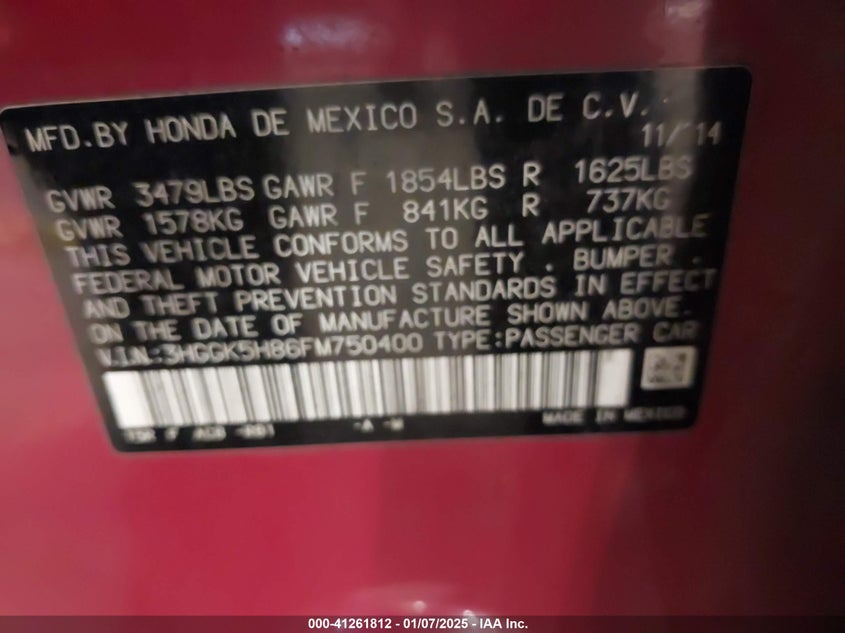 MFD.BY HONDA DE MEXICO S.A. DE C.V.
11/14
GVWR 3479LBS GAWR F 1854LBS R 1625LBS
GVWR 1578KG GAWR F 841KG R 737KG
THIS VEHICLE CONFORMS TO ALL APPLICABLE
FEDERAL MOTOR VEHICLE SAFETY , BUMPER ,
AND THEFT PREVENTION STANDARDS IN EFFECT
ON THE DATE OF MANUFACTURE SHOWN ABOVE.
V.I.N.:3HGGK5H86FM750400 TYPE:PASSENGER CAR
MADE IN MEXICO
-A -M
000-41261812 - 01/07/2025 - IAA Inc.